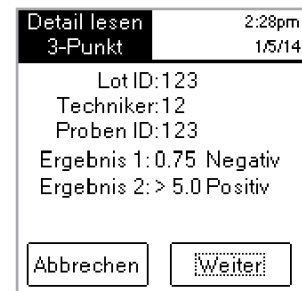 Detail lesen
3-Punkt
2:28pm
1/5/14
Lot ID:123
Techniker:12
Proben ID:123
Ergebnis 1: 0.75 Negativ
Ergebnis 2: > 5.0 Positiv
Abbrechen
Weiter